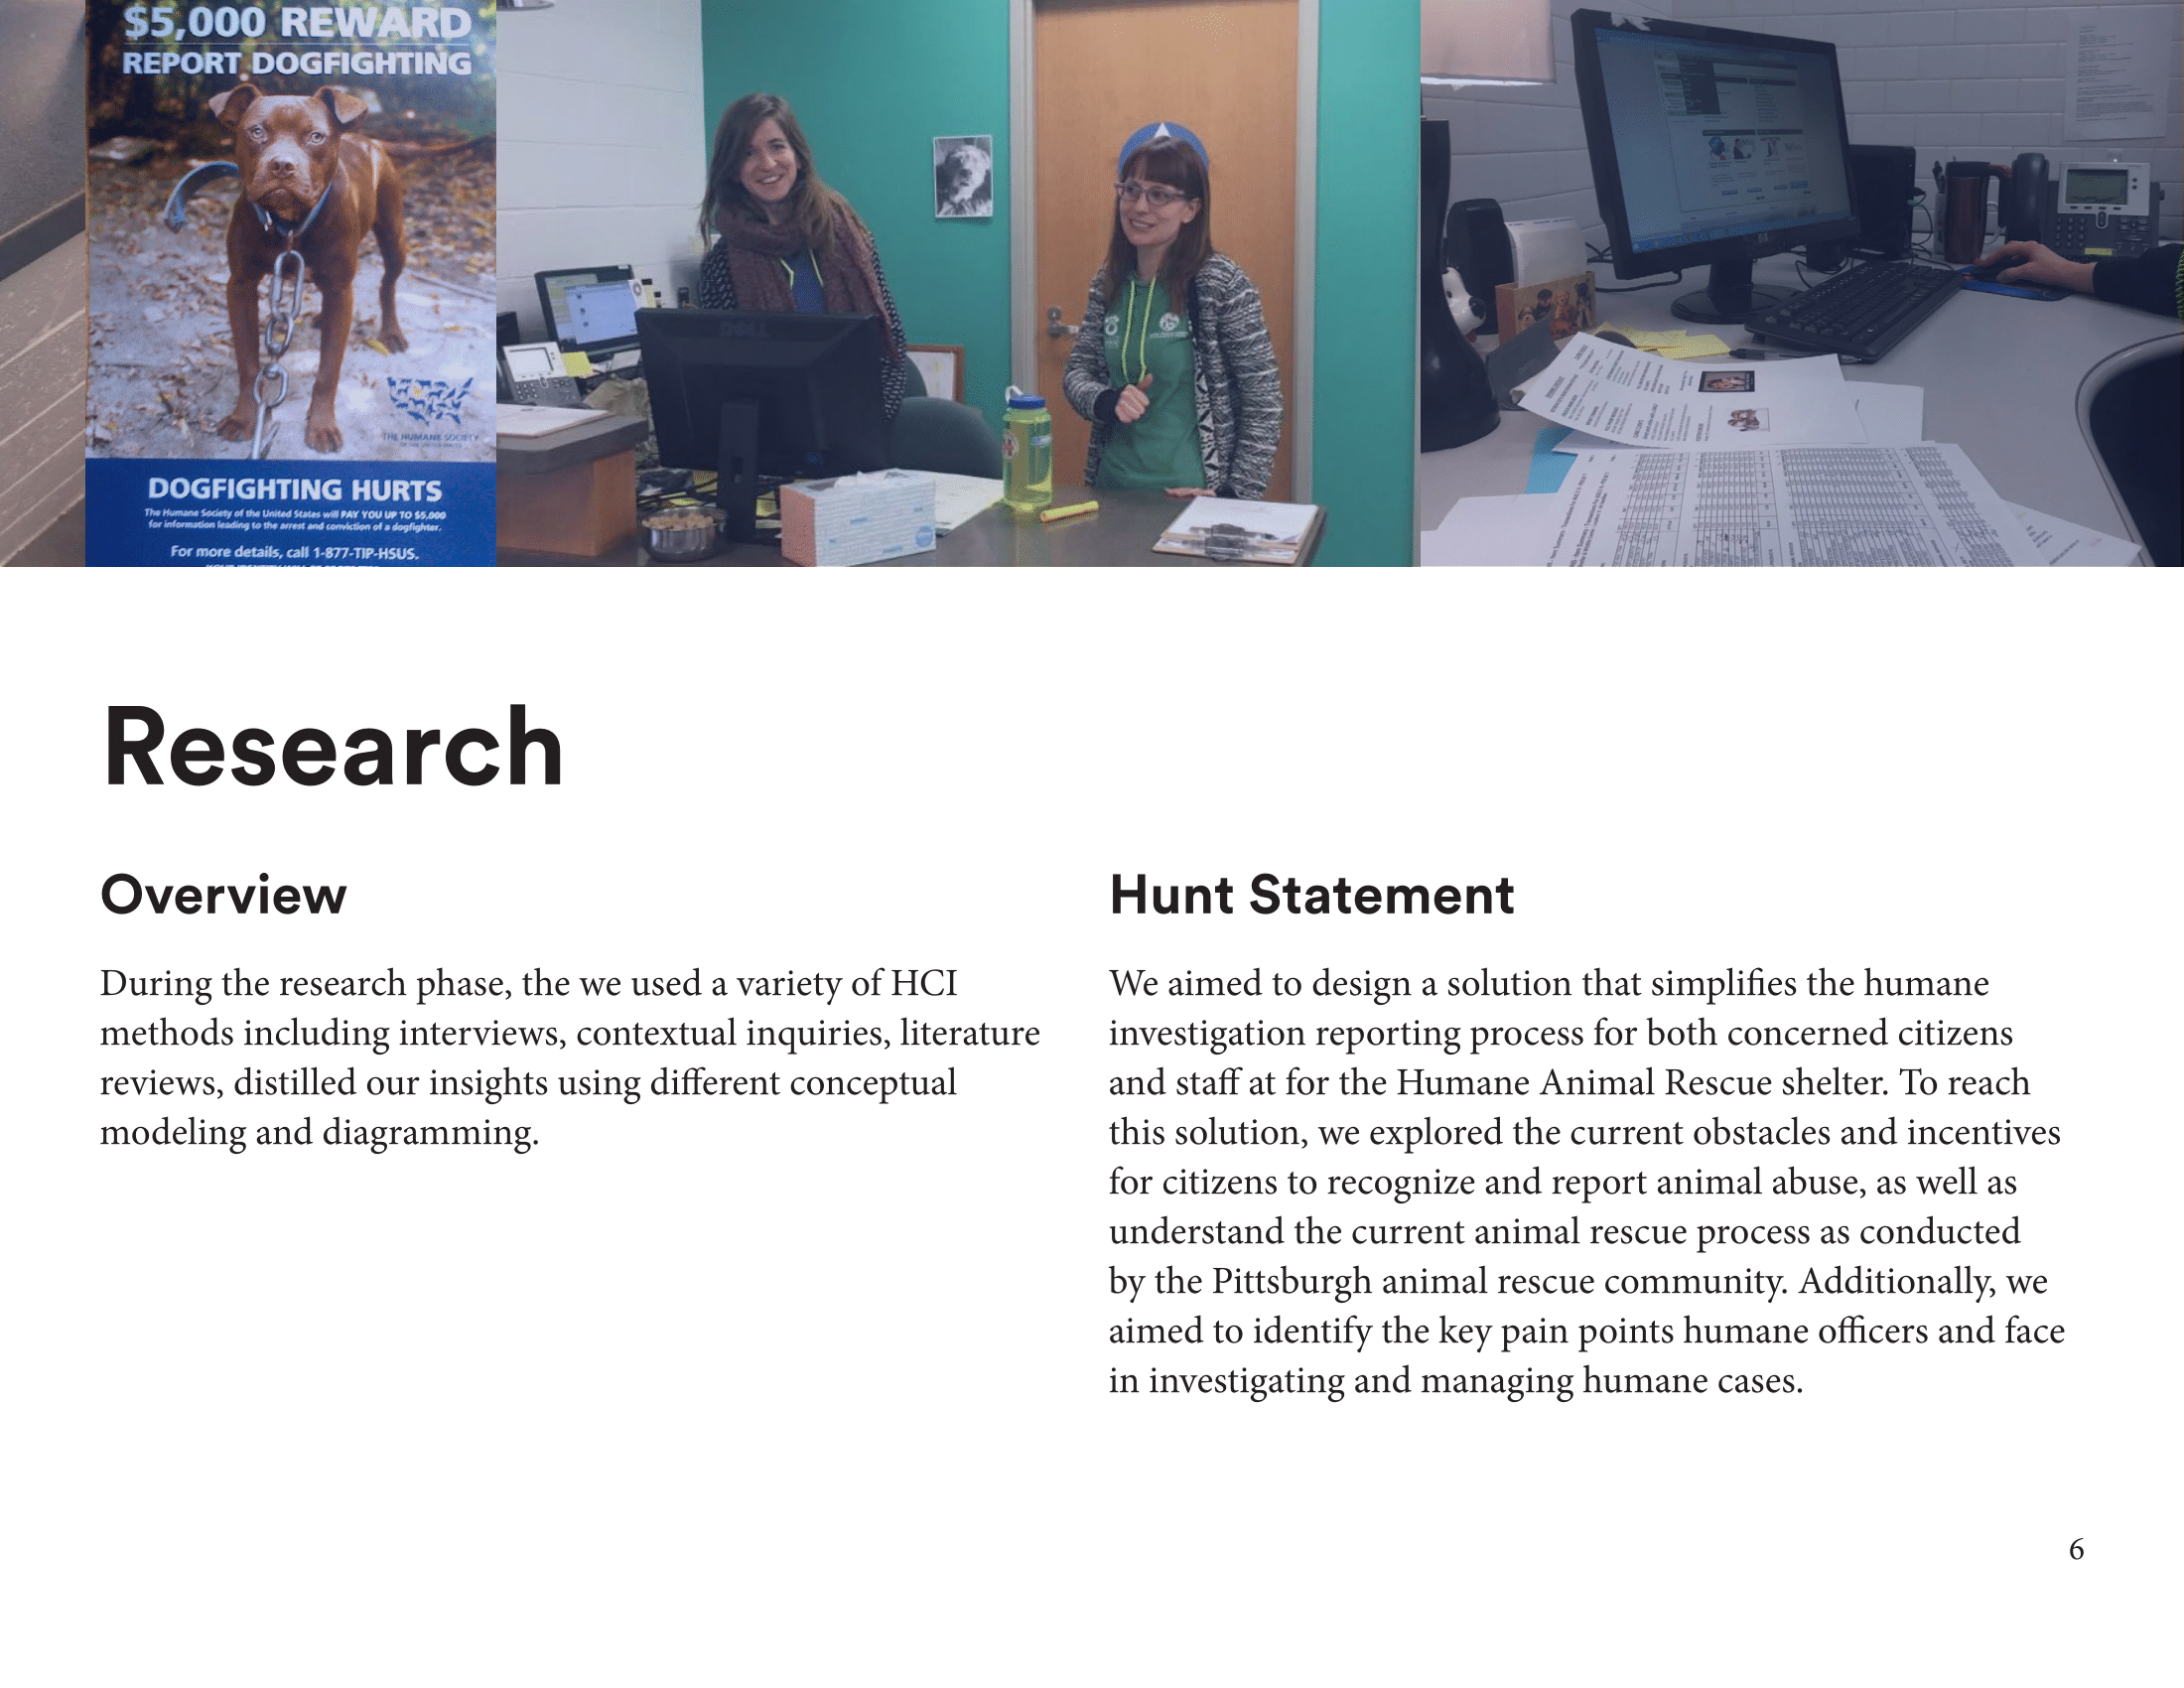 $5,000 REWARD
REPORT DOGFIGHTING
THE HUMANE SOCIETY
OF THE UNITED STATES
DOGFIGHTING HURTS
The Humane Society of the United States will PAY YOU UP TO $5,000
for information leading to the arrest and conviction of a dogfighter.
For more details, call 1-877-TIP-HSUS.
DELL
Research
Overview
During the research phase, the we used a variety of HCI
methods including interviews, contextual inquiries, literature
reviews, distilled our insights using different conceptual
modeling and diagramming.
Hunt Statement
We aimed to design a solution that simplifies the humane
investigation reporting process for both concerned citizens
and staff at for the Humane Animal Rescue shelter. To reach
this solution, we explored the current obstacles and incentives
for citizens to recognize and report animal abuse, as well as
understand the current animal rescue process as conducted
by the Pittsburgh animal rescue community. Additionally, we
aimed to identify the key pain points humane officers and face
in investigating and managing humane cases.
6